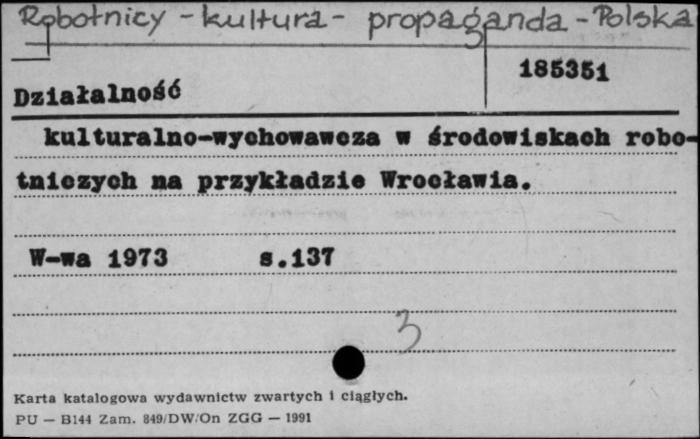 Robotnicy - kultura - propaganda - Polska
185351
Działalność
kulturalno-wychowawcza w środowiskach robo-
tniczych na przykładzie Wrocławia.
W-wa 1973 s.137
3
Karta katalogowa wydawnictw zwartych i ciągłych.
PU — B144 Zam. 849/DW/On ZGG — 1991